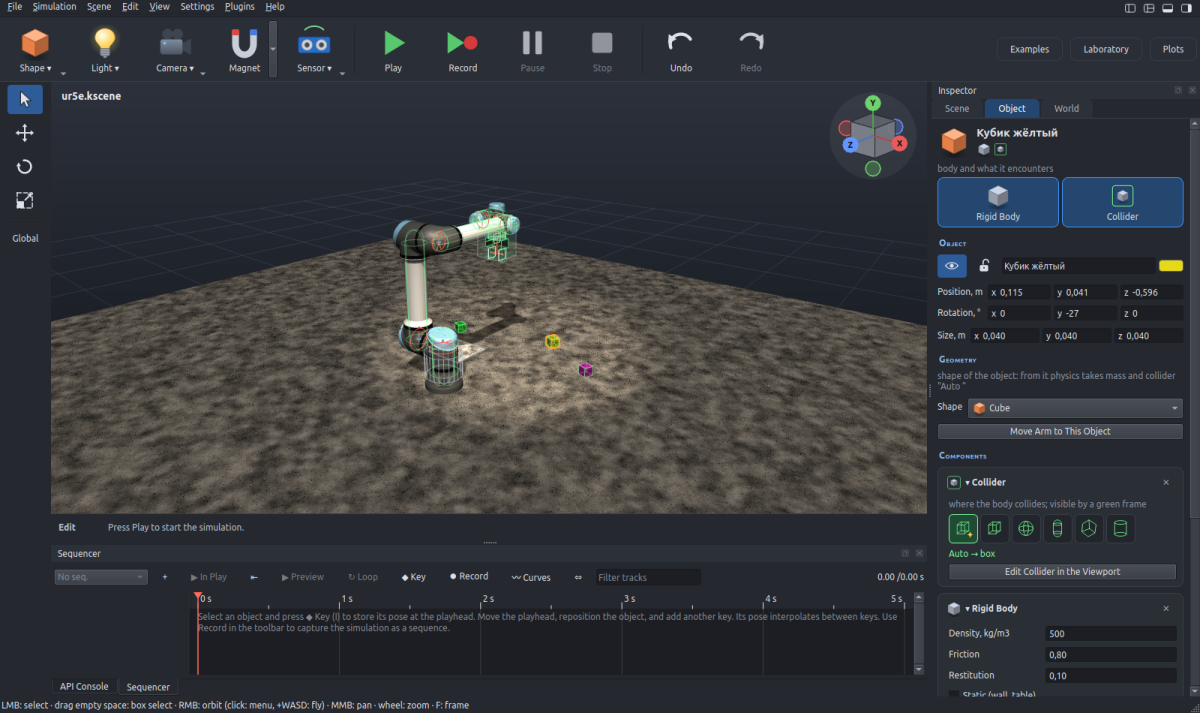 File Simulation Scene Edit View Settings Plugins Help
Shape ▾ Light ▾ Camera ▾ Magnet Sensor ▾ Play Record Pause Stop Undo Redo Examples Laboratory Plots
ur5e.kscene
Y
X
Z
Global
Inspector
Scene Object World
Кубик жёлтый
body and what it encounters
Rigid Body Collider
Object
Кубик жёлтый
Position, m x 0,115 y 0,041 z -0,596
Rotation,° x 0 y -27 z 0
Size, m x 0,040 y 0,040 z 0,040
Geometry
shape of the object: from it physics takes mass and collider
"Auto "
Shape Cube
Move Arm to This Object
Components
▾ Collider ×
where the body collides; visible by a green frame
Auto → box
Edit Collider in the Viewport
▾ Rigid Body ×
Density, kg/m3 500
Friction 0,80
Restitution 0,10
Static (wall, table)
Edit Press Play to start the simulation.
Sequencer
No seq. + ▶ In Play ⇤ ▶ Preview ↻ Loop ◆ Key ● Record Curves ⇔ Filter tracks 0.00 /0.00 s
0 s 1 s 2 s 3 s 4 s 5 s
Select an object and press ◆ Key (I) to store its pose at the playhead. Move the playhead, reposition the object, and add another key. Its pose interpolates between keys. Use
Record in the toolbar to capture the simulation as a sequence.
API Console Sequencer
LMB: select · drag empty space: box select · RMB: orbit (click: menu, +WASD: fly) · MMB: pan · wheel: zoom · F: frame